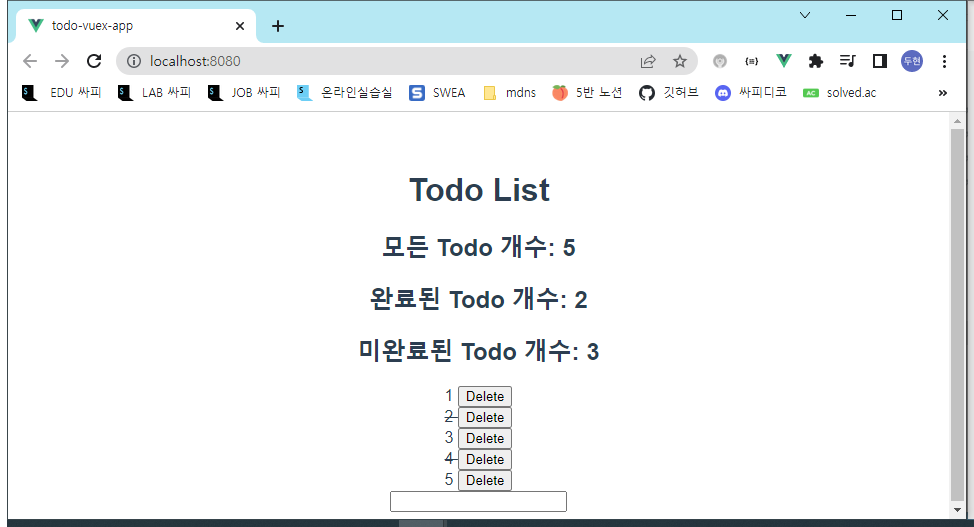 todo-vuex-app
localhost:8080
두현
EDU 싸피 LAB 싸피 JOB 싸피 온라인실습실 SWEA mdns 5반 노션 깃허브 싸피디코 AC solved.ac »
Todo List
모든 Todo 개수: 5
완료된 Todo 개수: 2
미완료된 Todo 개수: 3
1 Delete
2 Delete
3 Delete
4 Delete
5 Delete